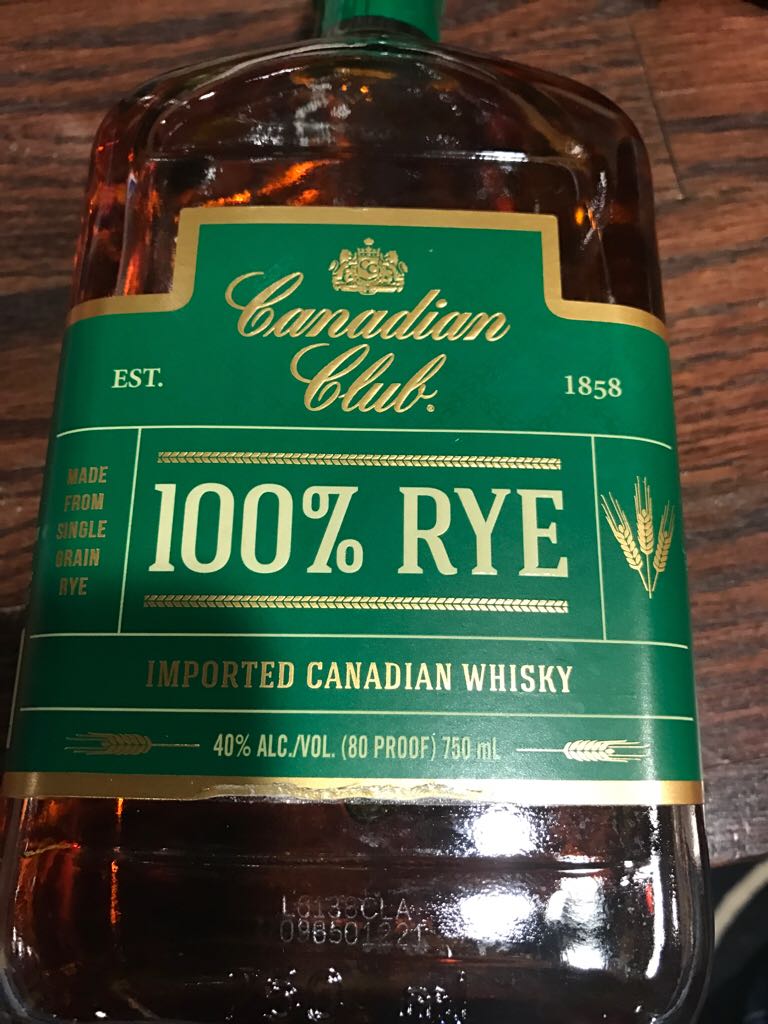 Canadian
Club®
EST.
1858
MADE
FROM
SINGLE
GRAIN
RYE
100% RYE
IMPORTED CANADIAN WHISKY
40% ALC./VOL. (80 PROOF) 750 mL